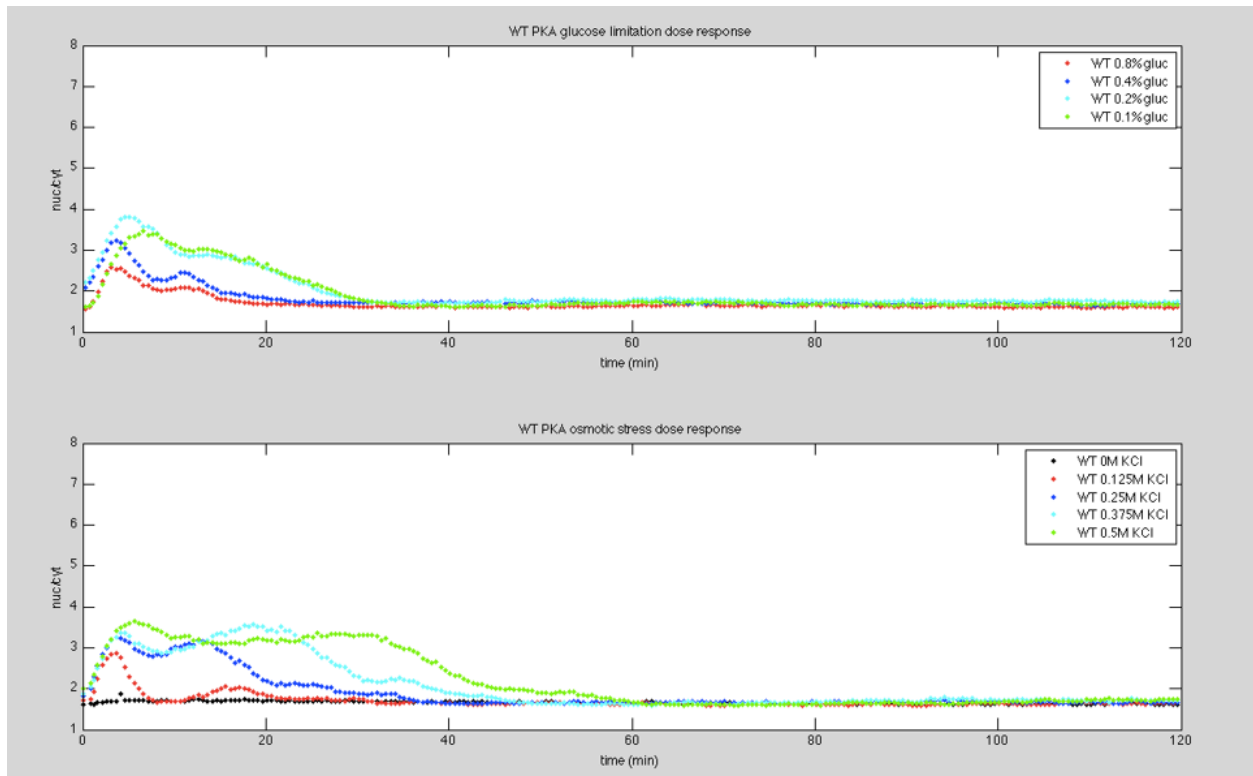 WT PKA glucose limitation dose response
8
7
6
5
4
3
2
1
nuc/cyt
WT 0.8%gluc
WT 0.4%gluc
WT 0.2%gluc
WT 0.1%gluc
0 20 40 60 80 100 120
time (min)
WT PKA osmotic stress dose response
8
7
6
5
4
3
2
1
nuc/cyt
WT 0M KCl
WT 0.125M KCl
WT 0.25M KCl
WT 0.375M KCl
WT 0.5M KCl
0 20 40 60 80 100 120
time (min)